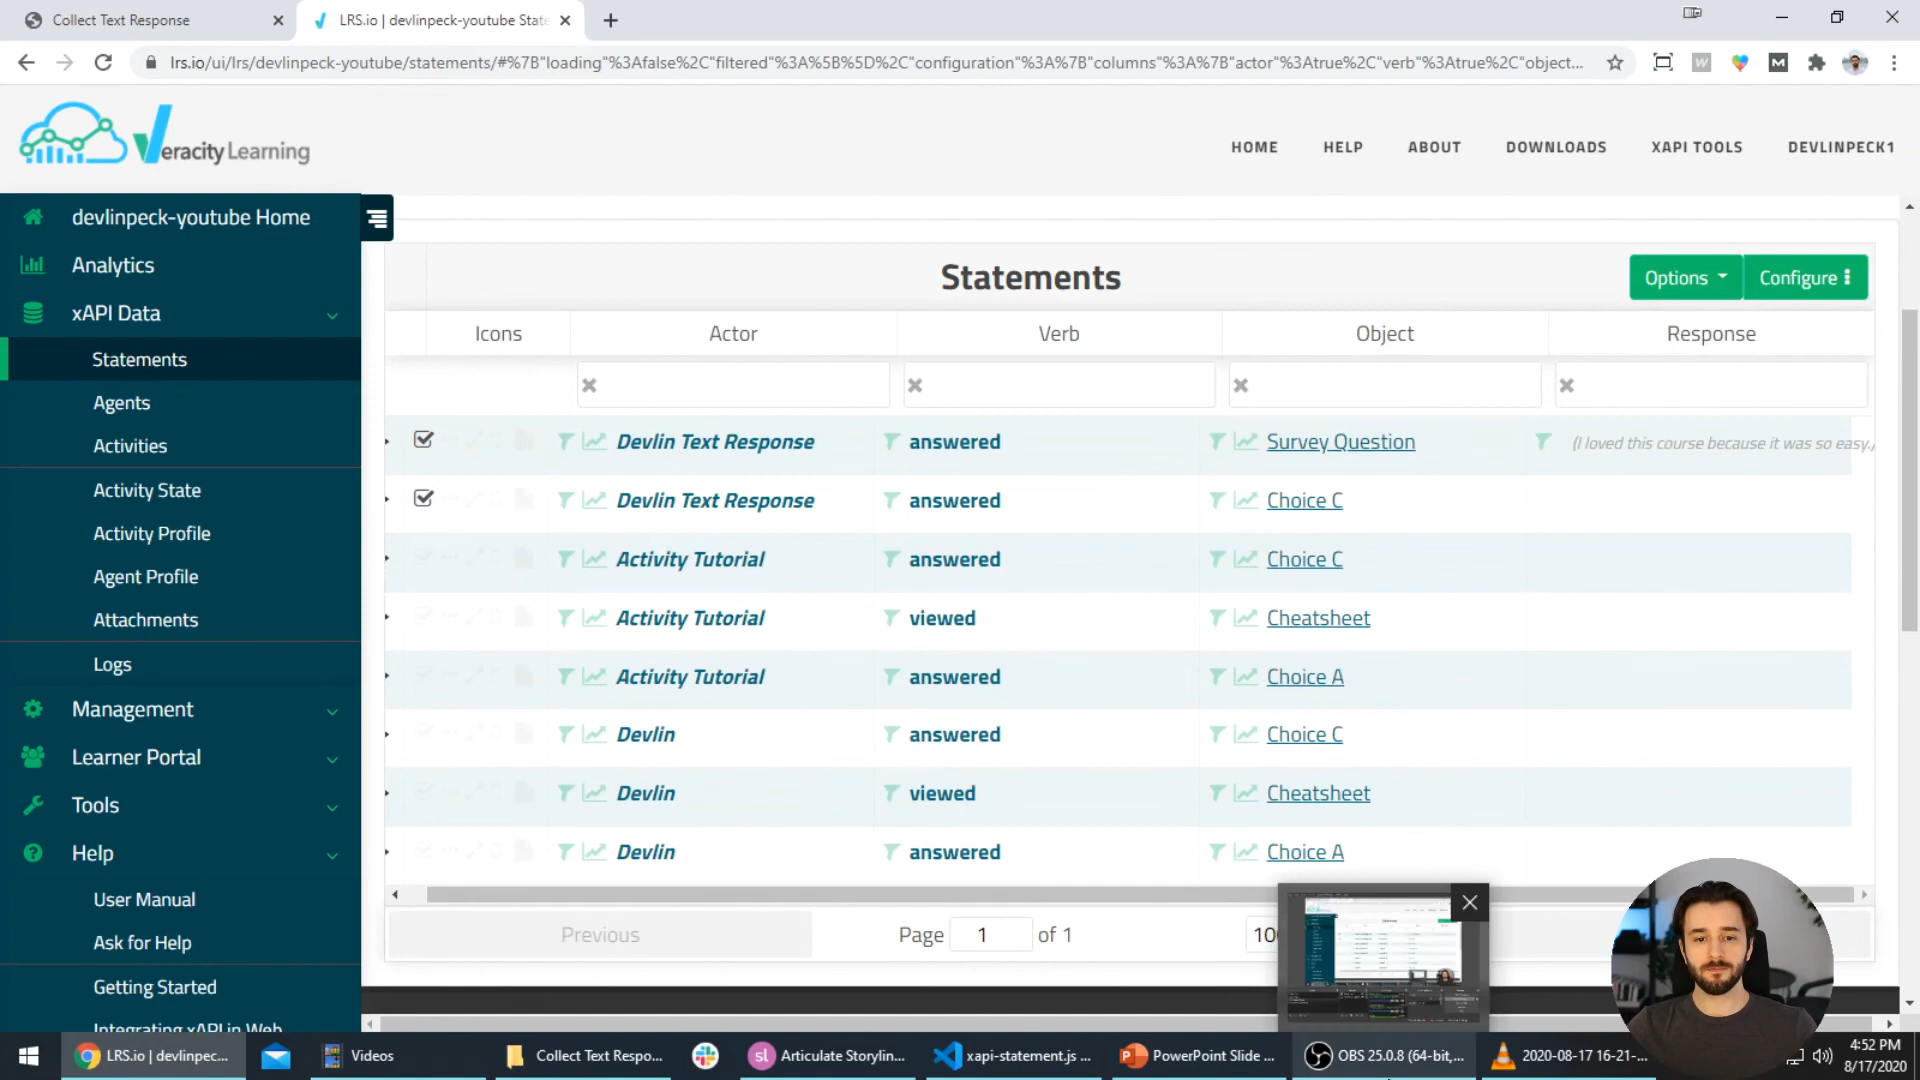 Collect Text Response
LRS.io | devlinpeck-youtube State
lrs.io/ui/lrs/devlinpeck-youtube/statements/#%7B"loading"%3Afalse%2C"filtered"%3A%5B%5D%2C"configuration"%3A%7B"columns"%3A%7B"actor"%3Atrue%2C"verb"%3Atrue%2C"object...
Veracity Learning
HOME HELP ABOUT DOWNLOADS XAPI TOOLS DEVLINPECK1
devlinpeck-youtube Home
Analytics
xAPI Data
Statements
Agents
Activities
Activity State
Activity Profile
Agent Profile
Attachments
Logs
Management
Learner Portal
Tools
Help
User Manual
Ask for Help
Getting Started
Integrating xAPI in Web
Statements
Options Configure
Icons Actor Verb Object Response
Devlin Text Response answered Survey Question (I loved this course because it was so easy.
Devlin Text Response answered Choice C
Activity Tutorial answered Choice C
Activity Tutorial viewed Cheatsheet
Activity Tutorial answered Choice A
Devlin answered Choice C
Devlin viewed Cheatsheet
Devlin answered Choice A
Previous Page 1 of 1 10
LRS.io | devlinpec... Videos Collect Text Respo... sl Articulate Storylin... xapi-statement.js ... PowerPoint Slide ... OBS 25.0.8 (64-bit,... 2020-08-17 16-21-...
4:52 PM
8/17/2020